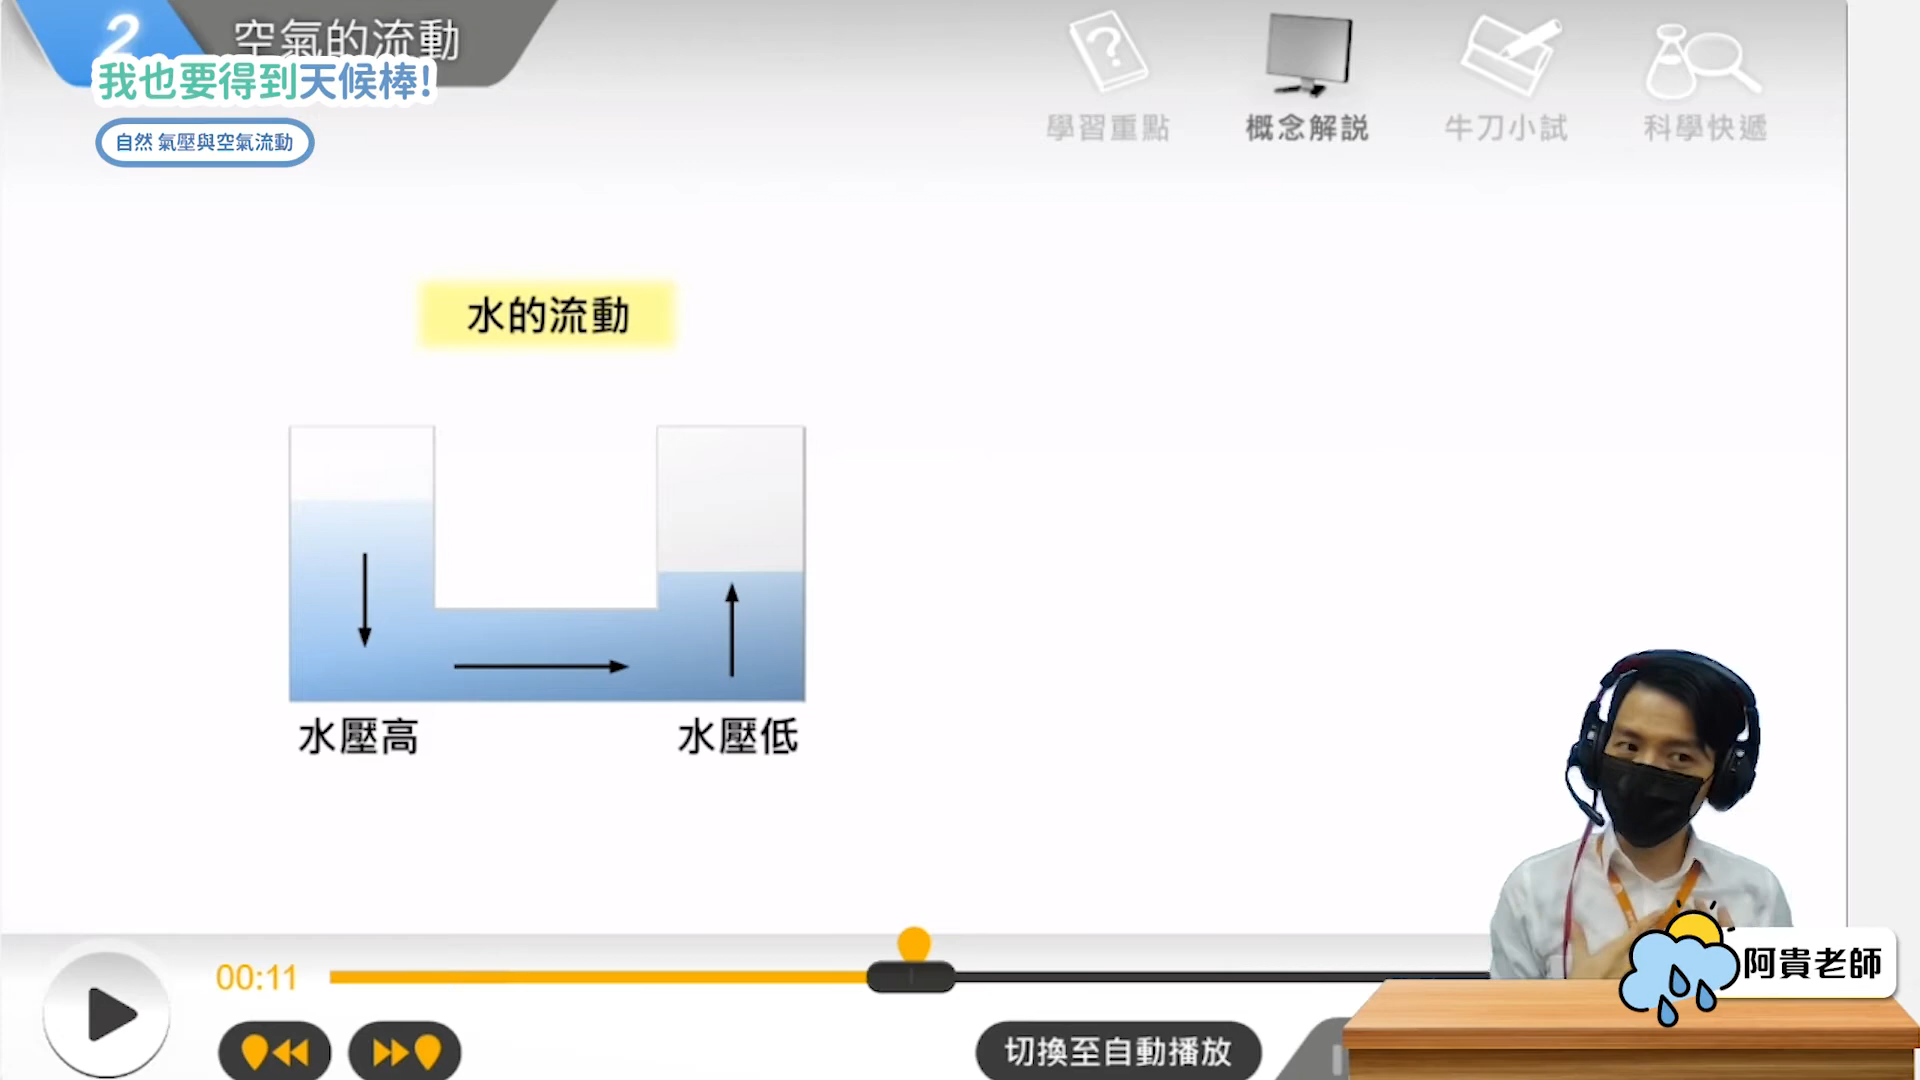 2
空氣的流動
我也要得到天候棒!
自然 氣壓與空氣流動
學習重點
概念解說
牛刀小試
科學快遞
水的流動
水壓高
水壓低
00:11
切換至自動播放
阿貴老師